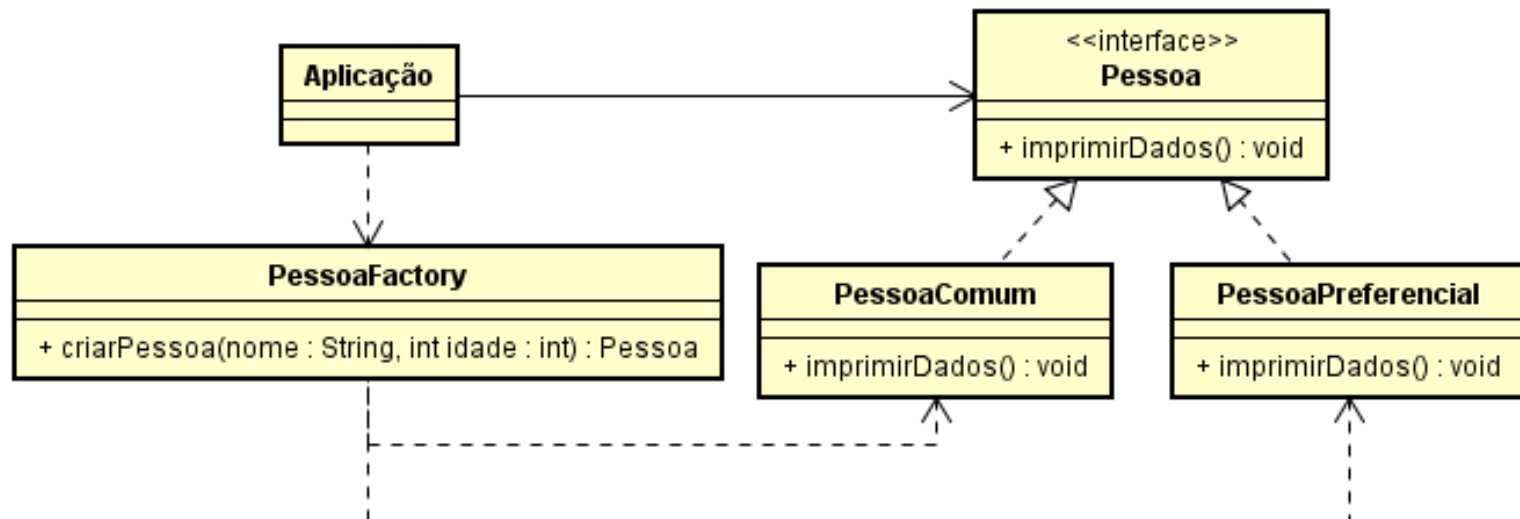 Aplicação
<<interface>>
Pessoa
+ imprimirDados() : void
PessoaFactory
+ criarPessoa(nome : String, int idade : int) : Pessoa
PessoaComum
+ imprimirDados() : void
PessoaPreferencial
+ imprimirDados() : void